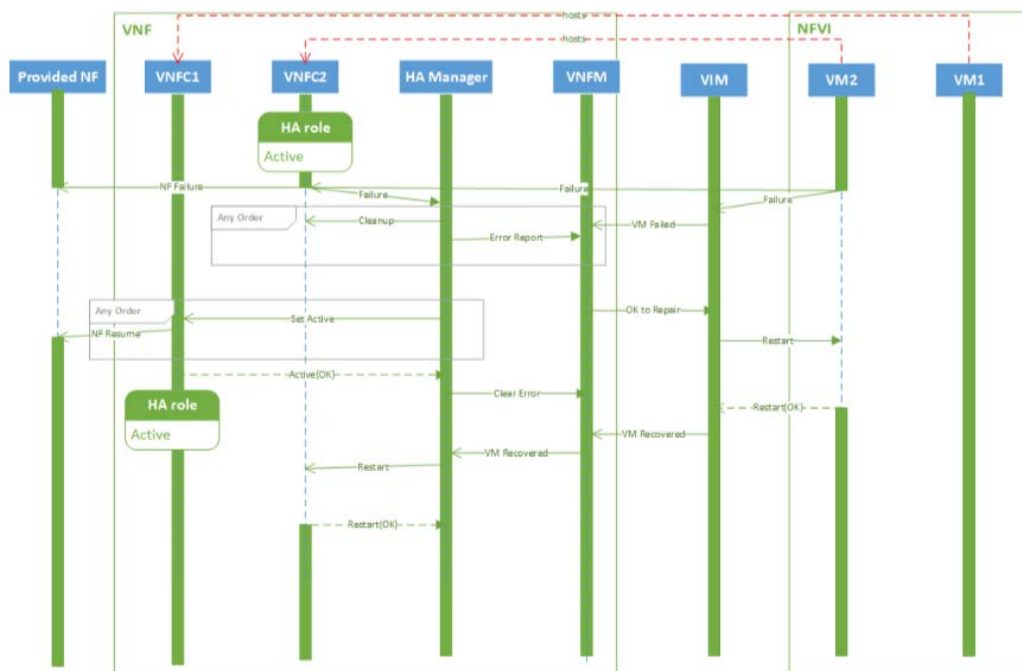 hosts
VNF
NFVI
hosts
Provided NF
VNFC1
VNFC2
HA Manager
VNFM
VIM
VM2
VM1
HA role
Active
NF Failure
Failure
Failure
Failure
Any Order
Cleanup
VM Failed
Error Report
Any Order
OK to Repair
Set Active
NF Resume
Restart
Active(OK)
Clear Error
HA role
Restart(OK)
Active
VM Recovered
VM Recovered
Restart
Restart(OK)